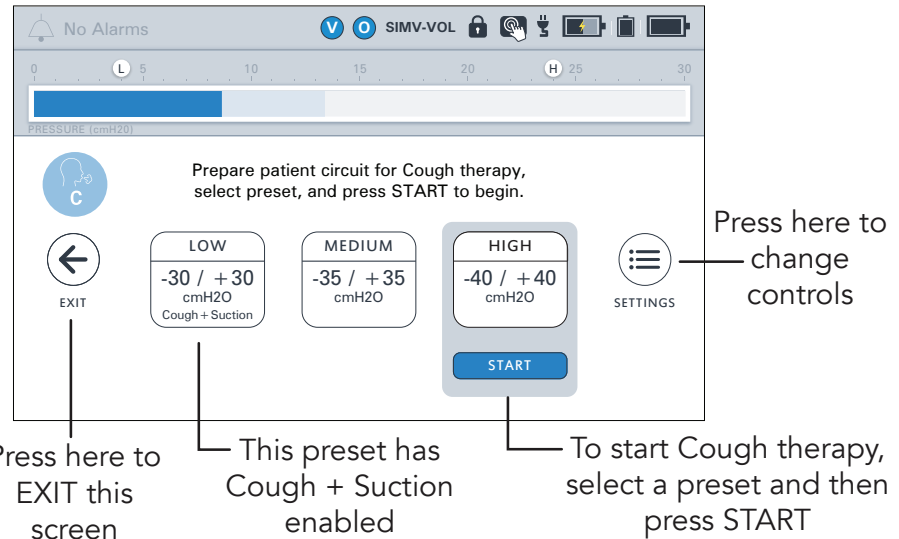 No Alarms
V O SIMV-VOL
0 L 5 10 15 20 H 25 30
PRESSURE (cmH20)
C
Prepare patient circuit for Cough therapy,
select preset, and press START to begin.
EXIT
LOW
-30 / +30
cmH2O
Cough+Suction
MEDIUM
-35 / +35
cmH2O
HIGH
-40 / +40
cmH2O
START
SETTINGS
Press here to
change
controls
Press here to
EXIT this
screen
This preset has
Cough + Suction
enabled
To start Cough therapy,
select a preset and then
press START